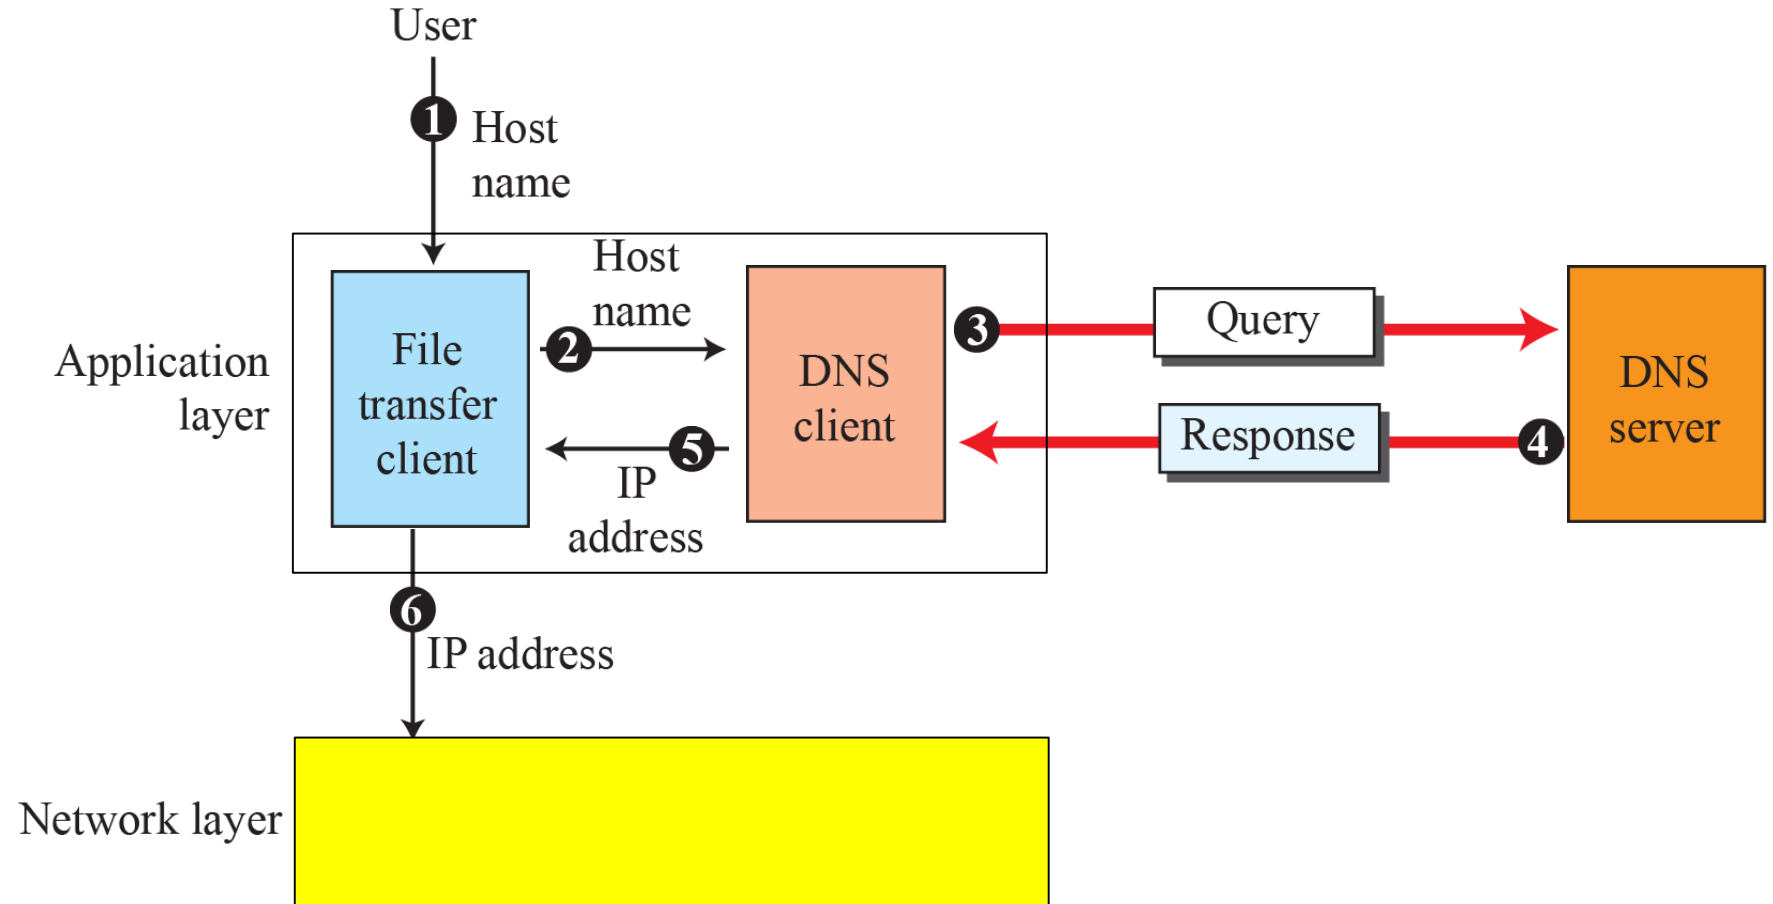 User
1
Host
name
Host
name
2
File
transfer
client
Application
layer
DNS
client
3
Query
DNS
server
Response
4
5
IP
address
6
IP address
Network layer